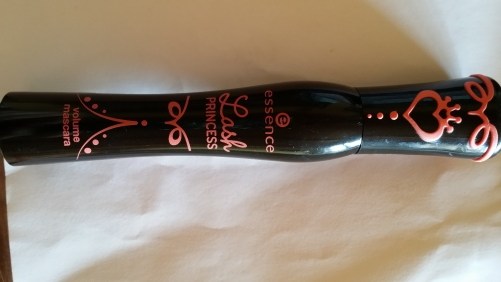 essence
Lash
PRINCESS
volume
mascara